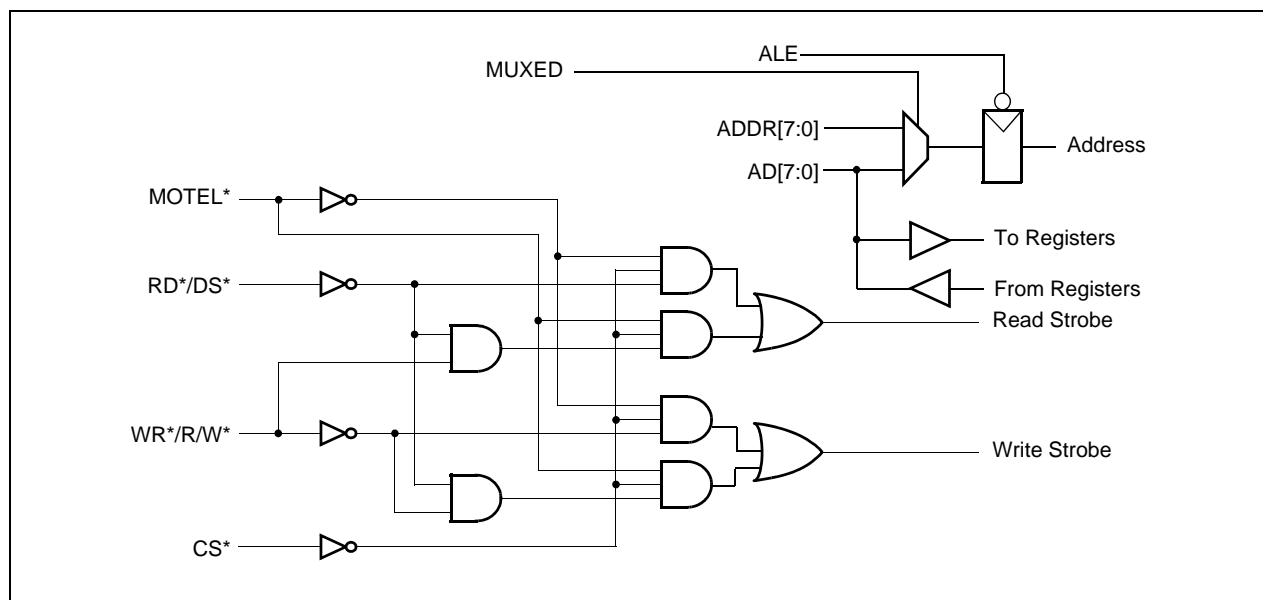 ALE
MUXED
ADDR[7:0]
Address
AD[7:0]
MOTEL*
To Registers
RD*/DS*
From Registers
Read Strobe
WR*/R/W*
Write Strobe
CS*